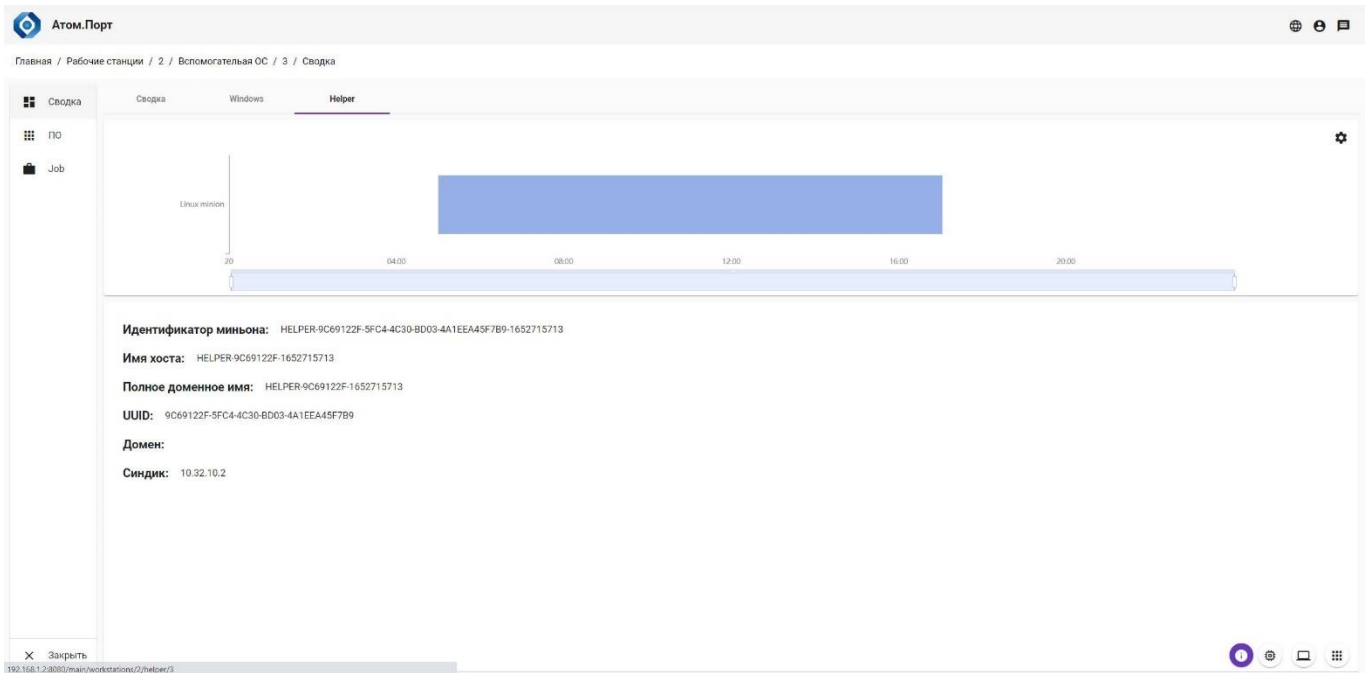 Атом.Порт
Главная / Рабочие станции / 2 / Вспомогательая ОС / 3 / Сводка
Сводка
ПО
Job
Сводка Windows Helper
Linux minion
20 04:00 08:00 12:00 16:00 20:00
Идентификатор миньона: HELPER-9C69122F-5FC4-4C30-BD03-4A1EEA45F7B9-1652715713
Имя хоста: HELPER-9C69122F-1652715713
Полное доменное имя: HELPER-9C69122F-1652715713
UUID: 9C69122F-5FC4-4C30-BD03-4A1EEA45F7B9
Домен:
Синдик: 10.32.10.2
Закрыть
192.168.1.2:8080/main/workstations/2/helper/3